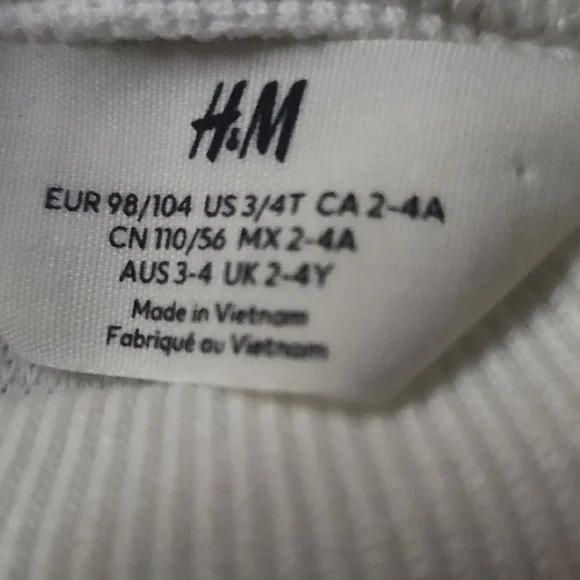 H&M
EUR 98/104 US 3/4T CA 2-4A
CN 110/56 MX 2-4A
AUS 3-4 UK 2-4Y
Made in Vietnam
Fabriqué au Vietnam